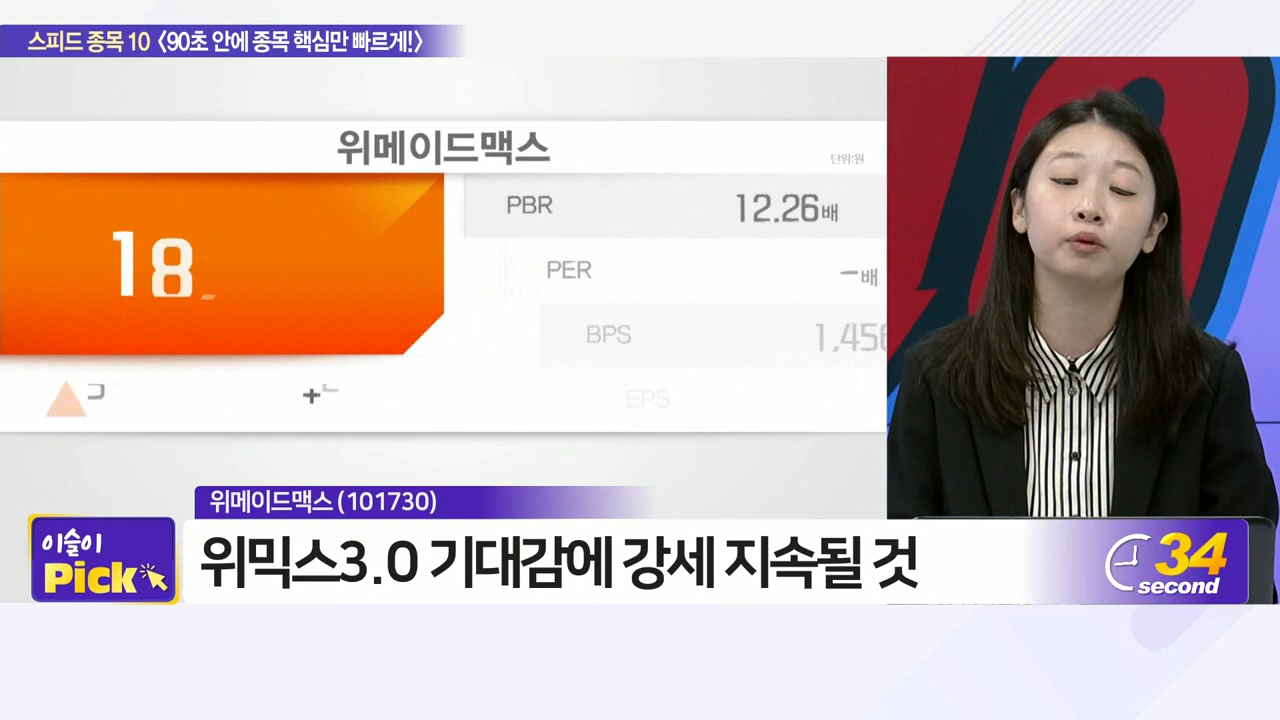 스피드 종목 10 〈90초 안에 종목 핵심만 빠르게!〉
위메이드맥스
단위:원
18
PBR 12.26배
PER –배
BPS 1,456
EPS
위메이드맥스 (101730)
이슬이 Pick
위믹스3.0 기대감에 강세 지속될 것
34 second